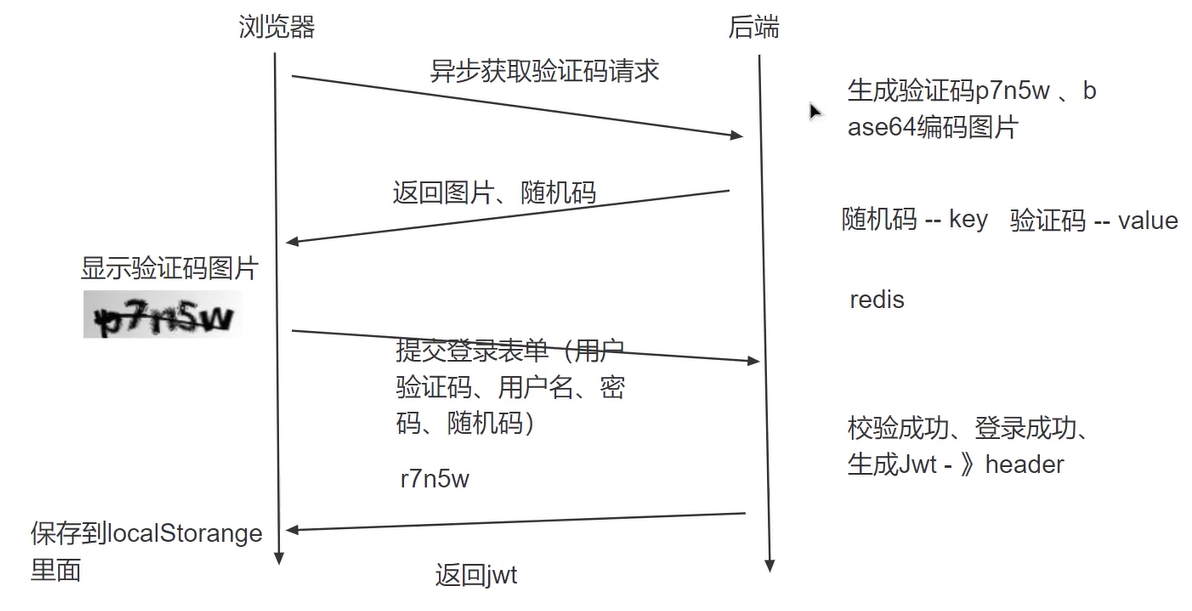 浏览器
后端
异步获取验证码请求
生成验证码p7n5w 、b
ase64编码图片
返回图片、随机码
随机码 -- key 验证码 -- value
显示验证码图片
p7n5w
redis
提交登录表单（用户
验证码、用户名、密
码、随机码）
r7n5w
校验成功、登录成功、
生成Jwt - 》header
保存到localStorange
里面
返回jwt